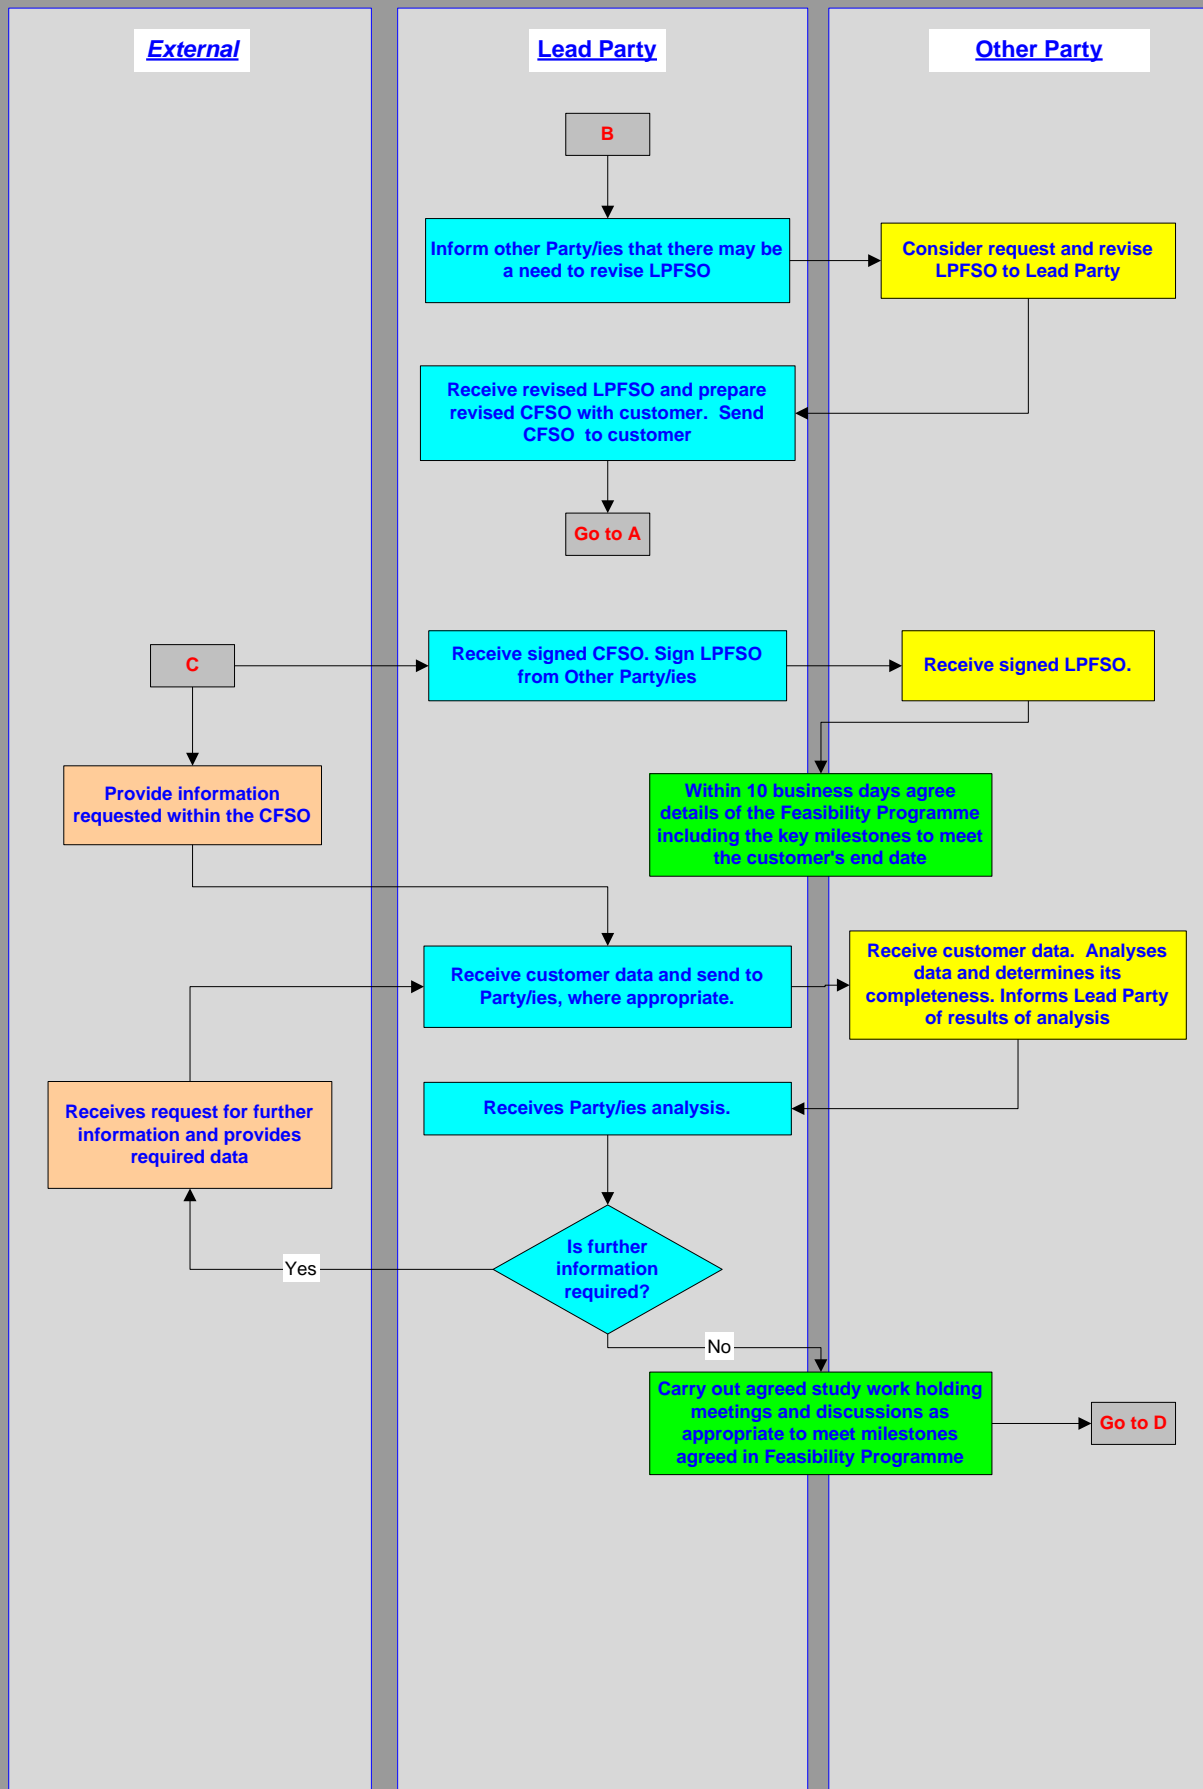 External
Lead Party
Other Party
B
Inform other Party/ies that there may be
a need to revise LPFSO
Consider request and revise
LPFSO to Lead Party
Receive revised LPFSO and prepare
revised CFSO with customer.  Send
CFSO  to customer
Go to A
C
Receive signed CFSO. Sign LPFSO
from Other Party/ies
Receive signed LPFSO.
Provide information
requested within the CFSO
Within 10 business days agree
details of the Feasibility Programme
including the key milestones to meet
the customer's end date
Receive customer data and send to
Party/ies, where appropriate.
Receive customer data.  Analyses
data and determines its
completeness. Informs Lead Party
of results of analysis
Receives request for further
information and provides
required data
Receives Party/ies analysis.
Is further
information
required?
Yes
No
Carry out agreed study work holding
meetings and discussions as
appropriate to meet milestones
agreed in Feasibility Programme
Go to D